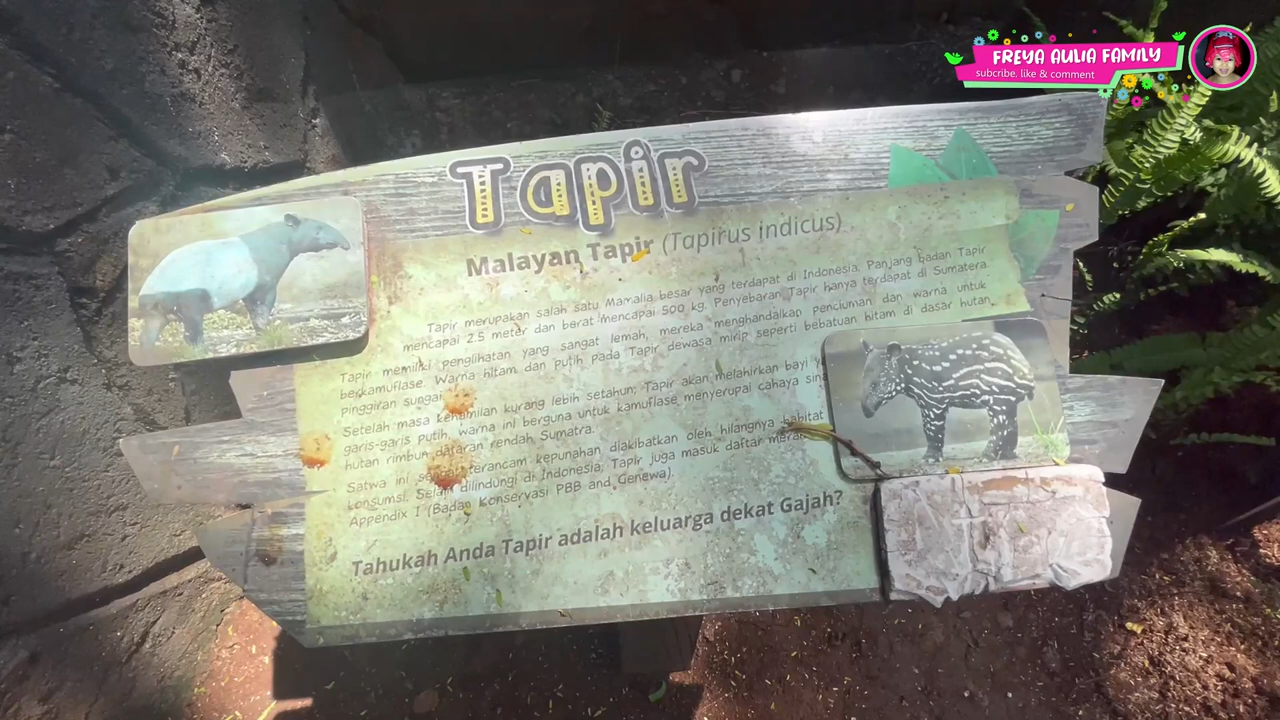 FREYA AULIA FAMILY
subcribe, like & comment
Tapir
Malayan Tapir (Tapirus indicus)
Tapir merupakan salah satu Mamalia besar yang terdapat di Indonesia. Panjang badan Tapir
mencapai 2.5 meter dan berat mencapai 500 kg. Penyebaran Tapir hanya terdapat di Sumatera.
Tapir memiliki penglihatan yang sangat lemah, mereka menghandalkan penciuman dan warna untuk
berkamuflase. Warna hitam dan putih pada Tapir dewasa mirip seperti bebatuan hitam di dasar hutan
pinggiran sungai
Setelah masa kehamilan kurang lebih setahun; Tapir akan melahirkan bayi
garis-garis putih, warna ini berguna untuk kamuflase menyerupai cahaya
hutan rimbun dataran rendah Sumatra.
Satwa ini terancam kepunahan diakibatkan oleh hilangnya habitat
konsumsi. Selain dilindungi di Indonesia; Tapir juga masuk daftar merah
Appendix 1 (Badan Konservasi PBB and Genewa).
Tahukah Anda Tapir adalah keluarga dekat Gajah?